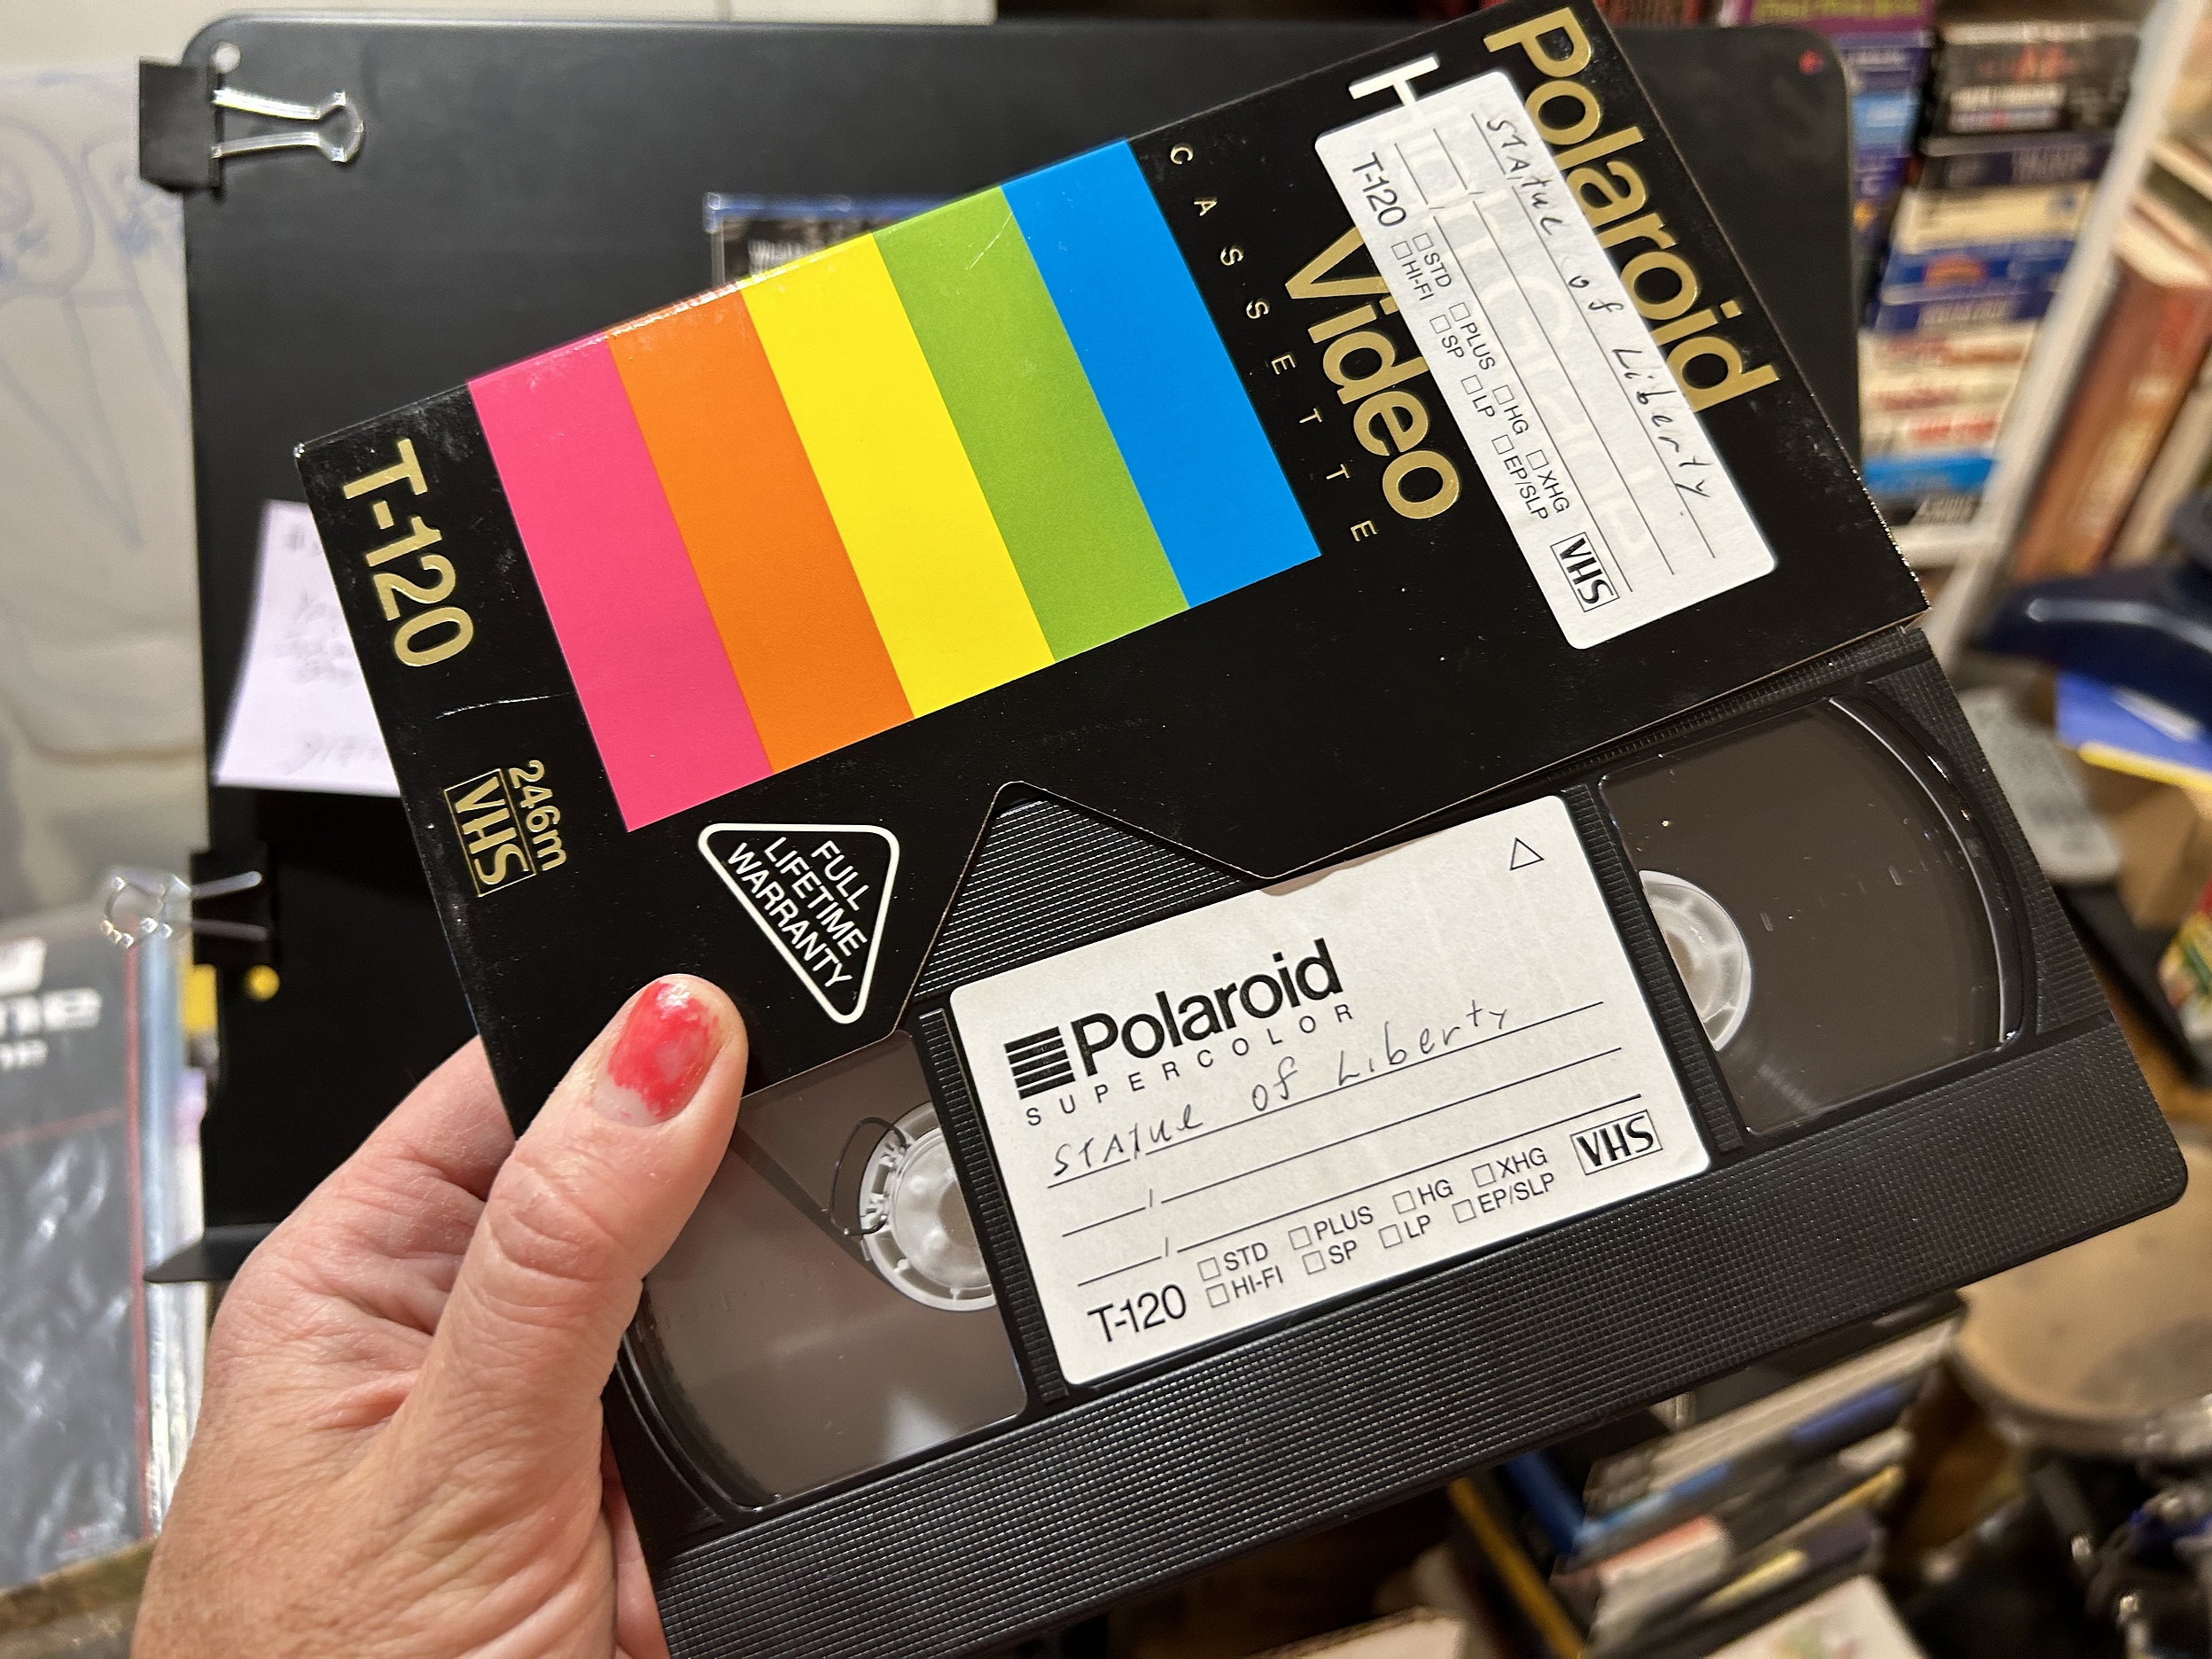 Polaroid
High Grade
Video
CASSETTE
STATUE of Liberty
T-120 □STD □PLUS □HG □XHG
□HI-FI □SP □LP □EP/SLP VHS
T-120
246m
VHS
FULL
LIFETIME
WARRANTY
Polaroid
SUPERCOLOR
STATUE of Liberty
T-120 □STD □PLUS □HG □XHG
□HI-FI □SP □LP □EP/SLP VHS